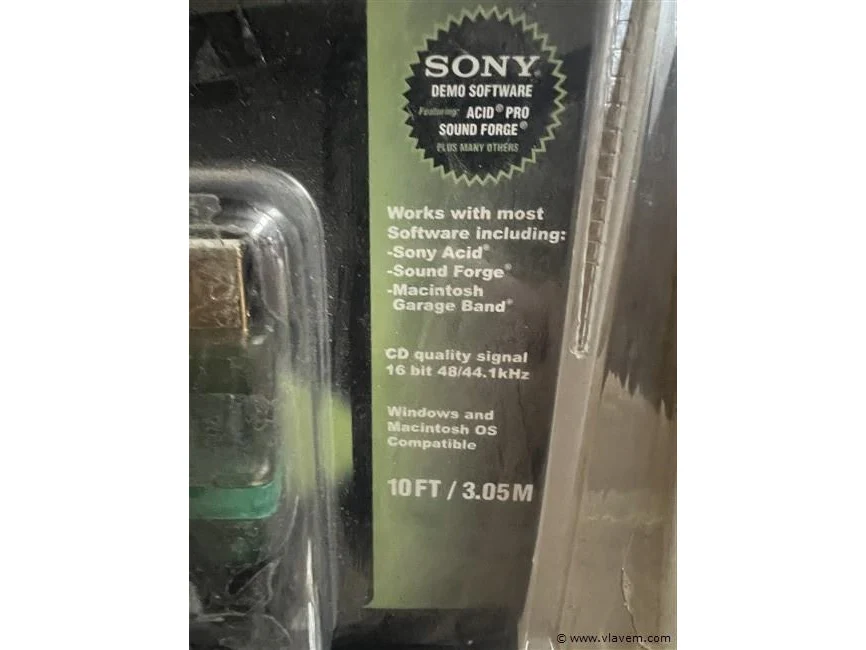 SONY
DEMO SOFTWARE
Featuring: ACID® PRO
SOUND FORGE®
PLUS MANY OTHERS
Works with most
Software including:
-Sony Acid®
-Sound Forge®
-Macintosh
Garage Band®
CD quality signal
16 bit 48/44.1kHz
Windows and
Macintosh OS
Compatible
10FT / 3.05M
© www.vlavem.com